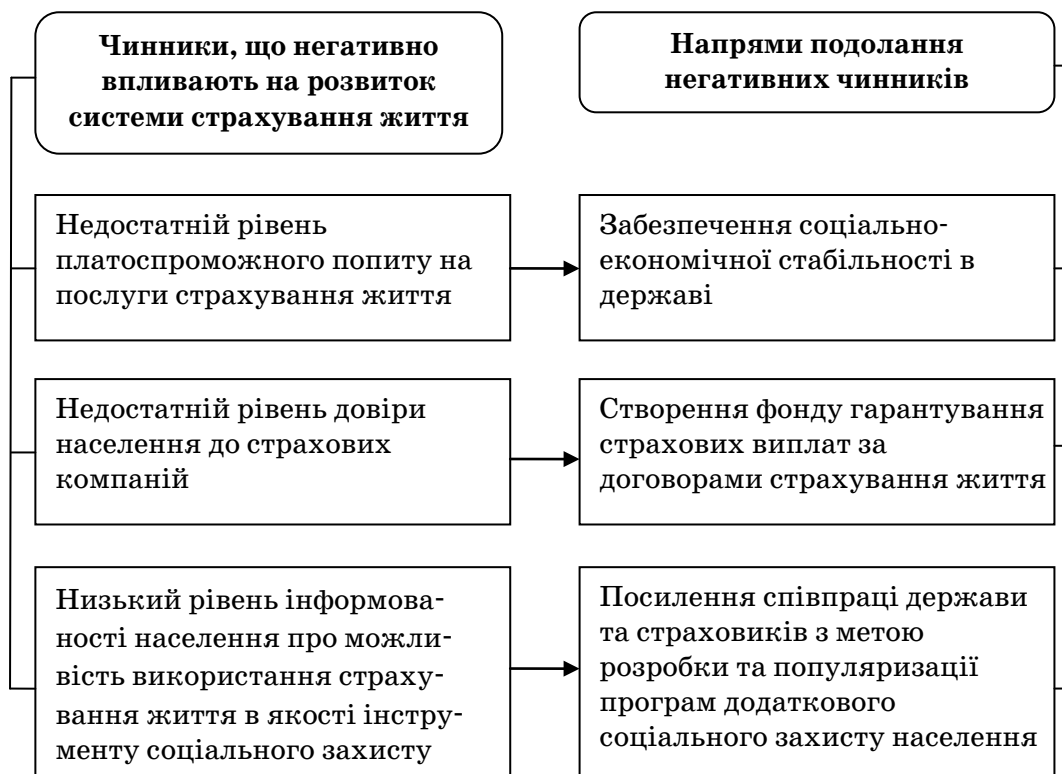 Чинники, що негативно
впливають на розвиток
системи страхування життя
Напрями подолання
негативних чинників
Недостатній рівень
платоспроможного попиту на
послуги страхування життя
Забезпечення соціально-
економічної стабільності в
державі
Недостатній рівень довіри
населення до страхових
компаній
Створення фонду гарантування
страхових виплат за
договорами страхування життя
Низький рівень інформова-
ності населення про можли-
вість використання страху-
вання життя в якості інстру-
менту соціального захисту
Посилення співпраці держави
та страховиків з метою
розробки та популяризації
програм додаткового
соціального захисту населення